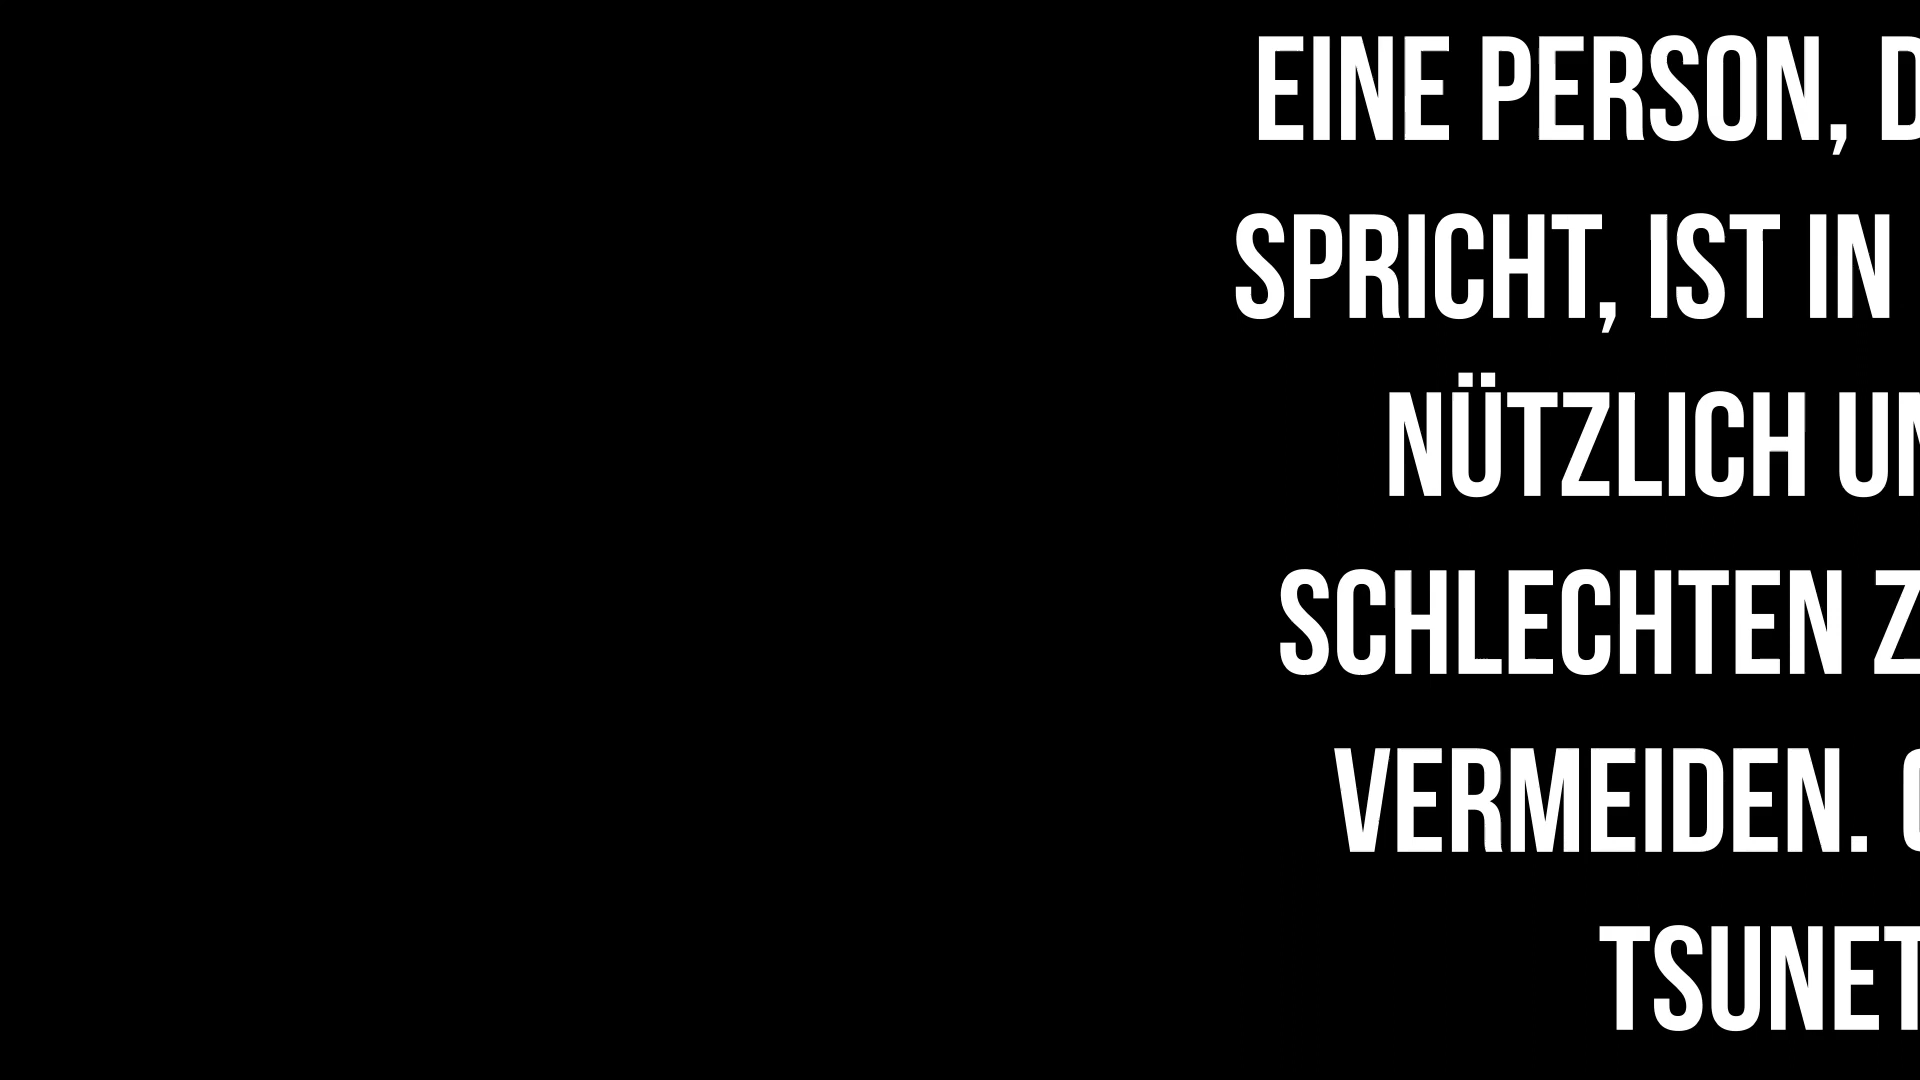 EINE PERSON, D
SPRICHT, IST IN
NÜTZLICH UN
SCHLECHTEN Z
VERMEIDEN.
TSUNET